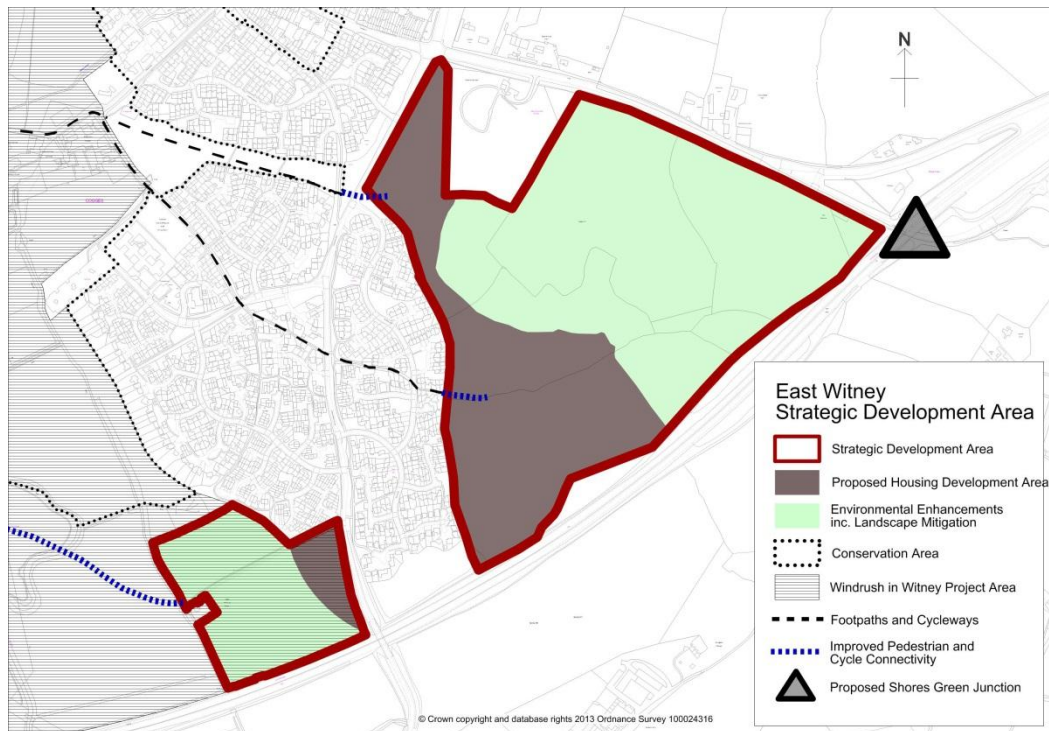 N
East Witney
Strategic Development Area
Strategic Development Area
Proposed Housing Development Area
Environmental Enhancements
inc. Landscape Mitigation
Conservation Area
Windrush in Witney Project Area
Footpaths and Cycleways
Improved Pedestrian and
Cycle Connectivity
Proposed Shores Green Junction
© Crown copyright and database rights 2013 Ordnance Survey 100024316